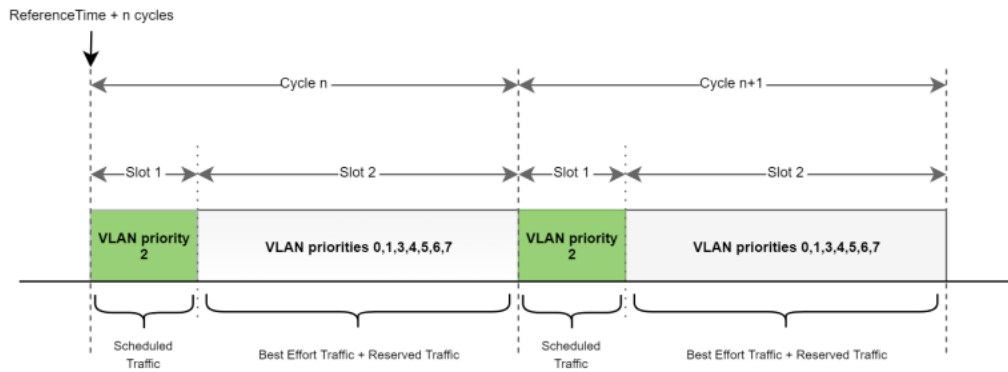 ReferenceTime + n cycles
Cycle n
Cycle n+1
Slot 1
Slot 2
Slot 1
Slot 2
VLAN priority
2
VLAN priorities 0,1,3,4,5,6,7
VLAN priority
2
VLAN priorities 0,1,3,4,5,6,7
Scheduled
Traffic
Best Effort Traffic + Reserved Traffic
Scheduled
Traffic
Best Effort Traffic + Reserved Traffic